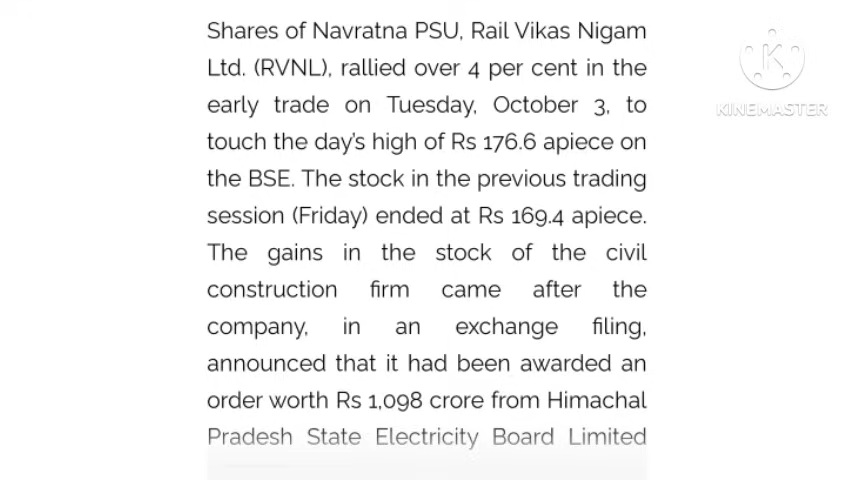 Shares of Navratna PSU, Rail Vikas Nigam
Ltd. (RVNL), rallied over 4 per cent in the
early trade on Tuesday, October 3, to
touch the day's high of Rs 176.6 apiece on
the BSE. The stock in the previous trading
session (Friday) ended at Rs 169.4 apiece.
The gains in the stock of the civil
construction firm came after the
company, in an exchange filing,
announced that it had been awarded an
order worth Rs 1,098 crore from Himachal
Pradesh State Electricity Board Limited
K
KINEMASTER